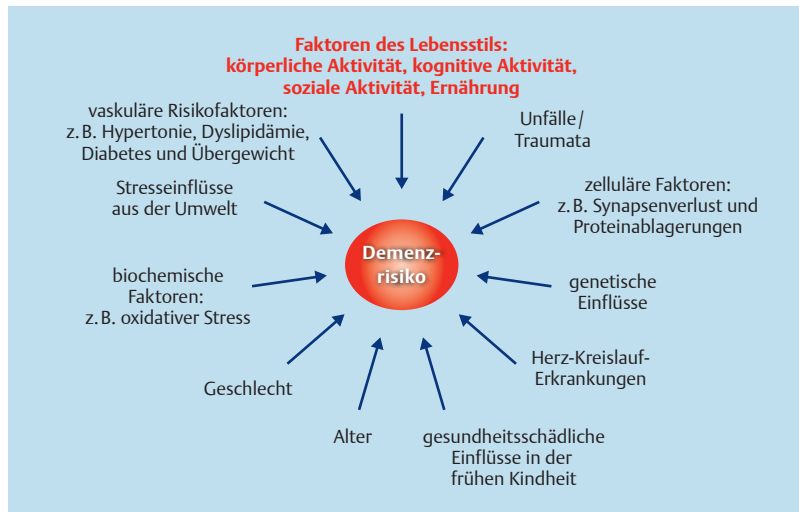 Faktoren des Lebensstils:
körperliche Aktivität, kognitive Aktivität,
soziale Aktivität, Ernährung
vaskuläre Risikofaktoren:
z. B. Hypertonie, Dyslipidämie,
Diabetes und Übergewicht
Unfälle/
Traumata
Stresseinflüsse
aus der Umwelt
zelluläre Faktoren:
z. B. Synapsenverlust und
Proteinablagerungen
Demenz-
risiko
biochemische
Faktoren:
z. B. oxidativer Stress
genetische
Einflüsse
Geschlecht
Herz-Kreislauf-
Erkrankungen
Alter
gesundheitsschädliche
Einflüsse in der
frühen Kindheit